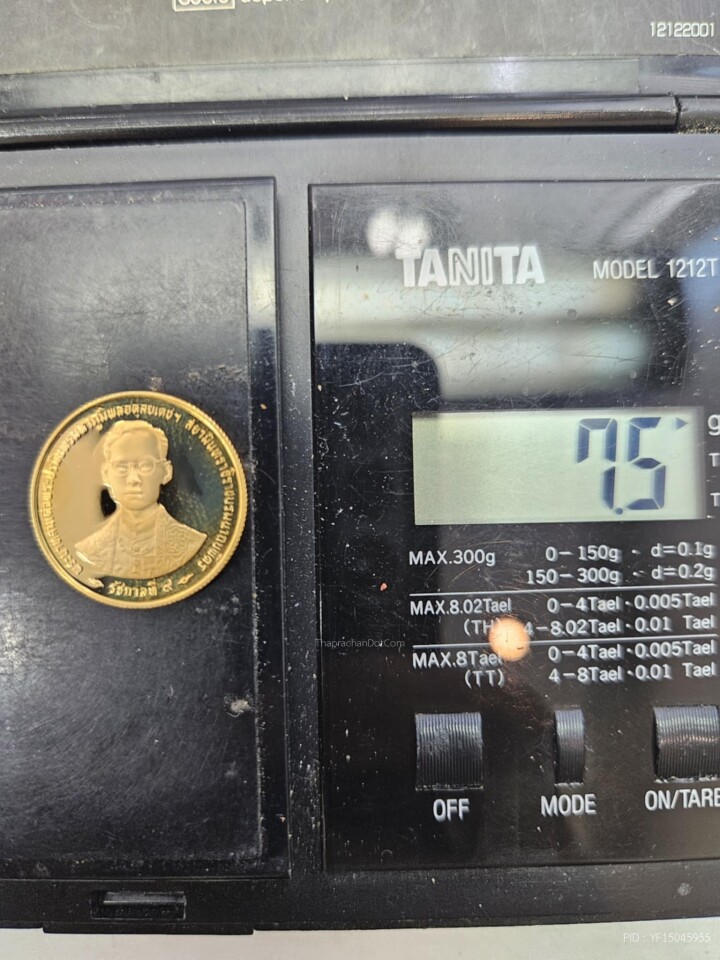 12122001
TANITA
MODEL 1212T
7.5
g
MAX.300g 0-150g - d=0.1g
150-300g - d=0.2g
MAX.8.02Tael 0-4Tael·0.005Tael
(TH) 4-8.02Tael·0.01 Tael
MAX.8Tael 0-4Tael·0.005Tael
(TT) 4-8Tael·0.01 Tael
OFF MODE ON/TARE
รัชกาลที่ ๙
ThaprachanDotCom
PID : YF15045955